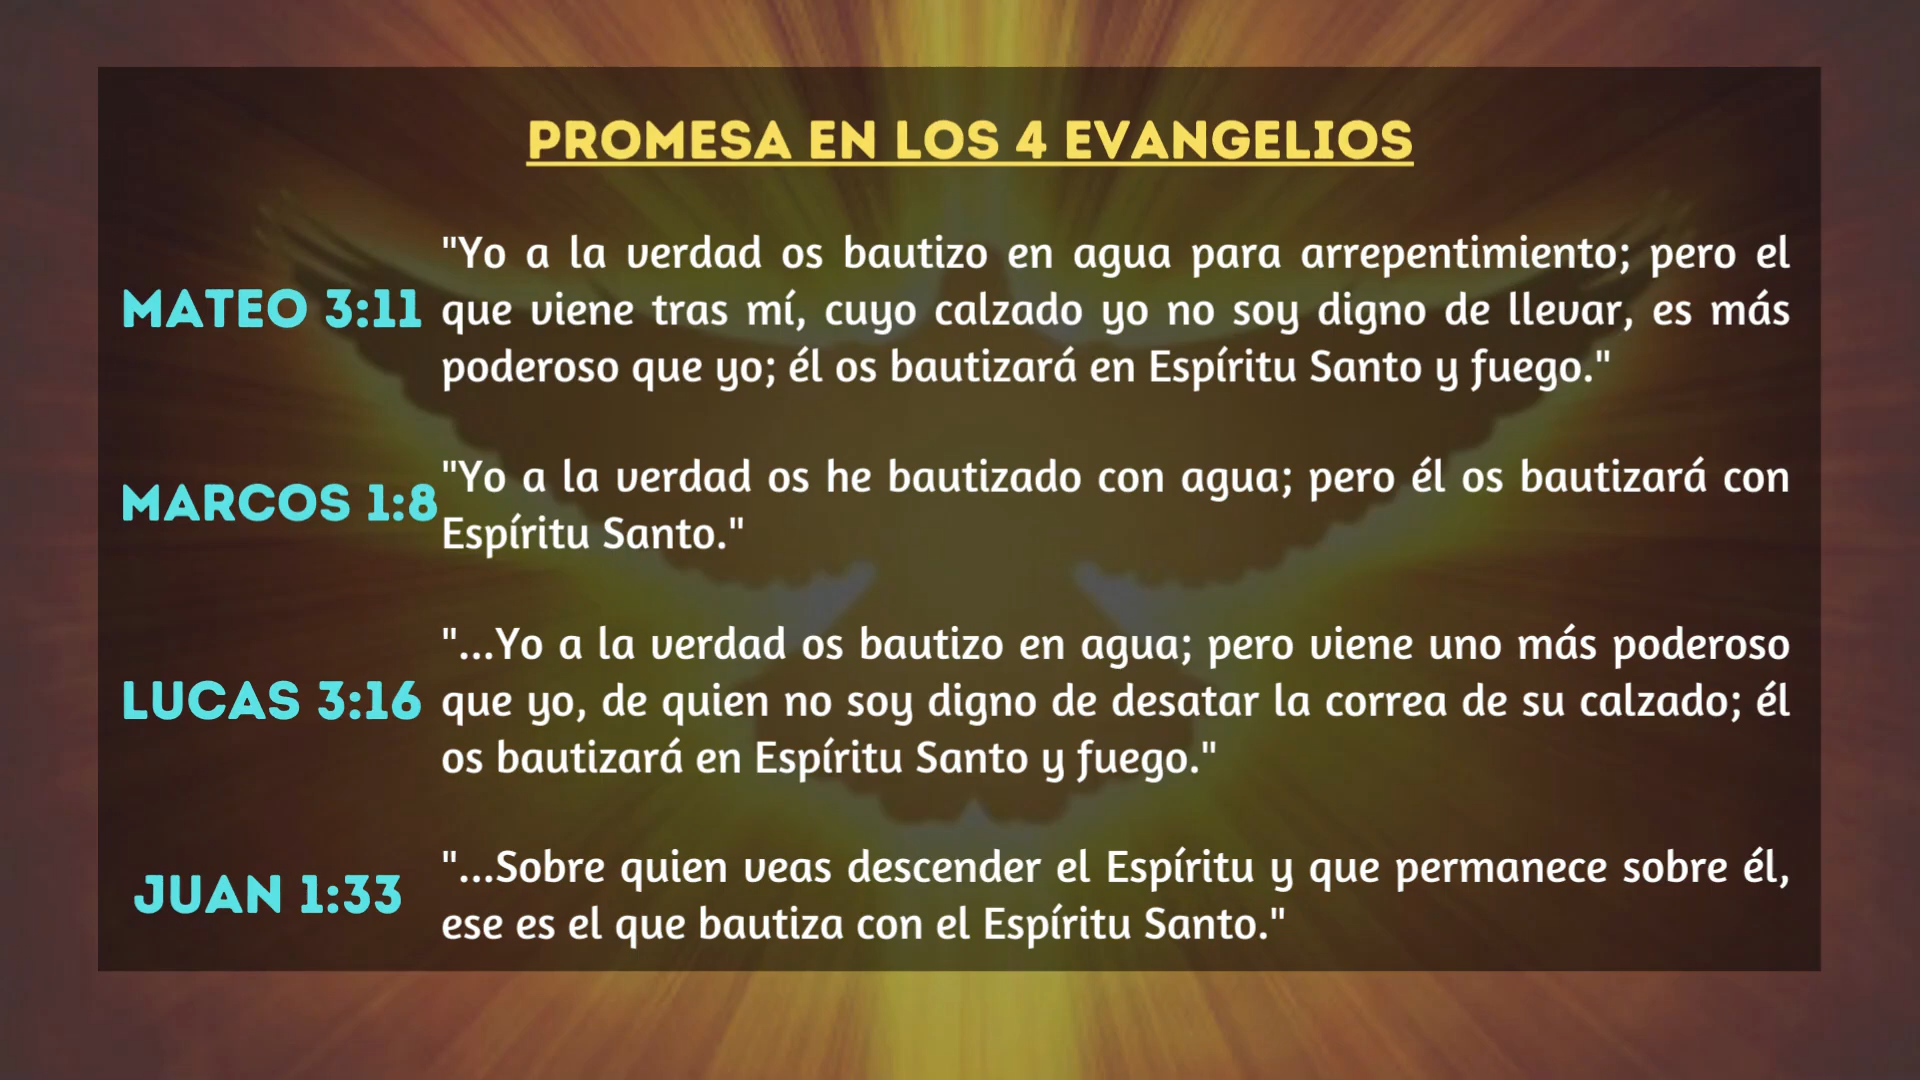 PROMESA EN LOS 4 EVANGELIOS
MATEO 3:11
"Yo a la verdad os bautizo en agua para arrepentimiento; pero el
que viene tras mí, cuyo calzado yo no soy digno de llevar, es más
poderoso que yo; él os bautizará en Espíritu Santo y fuego."
MARCOS 1:8
"Yo a la verdad os he bautizado con agua; pero él os bautizará con
Espíritu Santo."
LUCAS 3:16
"...Yo a la verdad os bautizo en agua; pero viene uno más poderoso
que yo, de quien no soy digno de desatar la correa de su calzado; él
os bautizará en Espíritu Santo y fuego."
JUAN 1:33
"...Sobre quien veas descender el Espíritu y que permanece sobre él,
ese es el que bautiza con el Espíritu Santo."